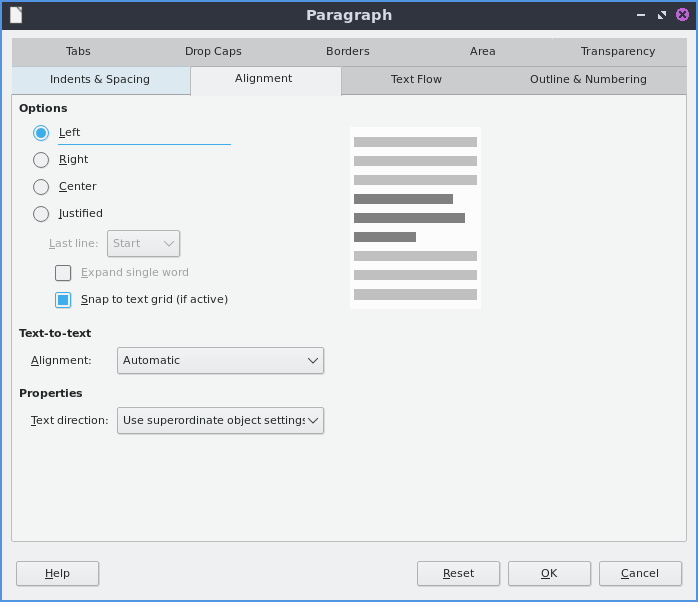 Paragraph
Tabs Drop Caps Borders Area Transparency
Indents & Spacing Alignment Text Flow Outline & Numbering
Options
Left
Right
Center
Justified
Last line: Start
Expand single word
Snap to text grid (if active)
Text-to-text
Alignment: Automatic
Properties
Text direction: Use superordinate object settings
Help Reset OK Cancel